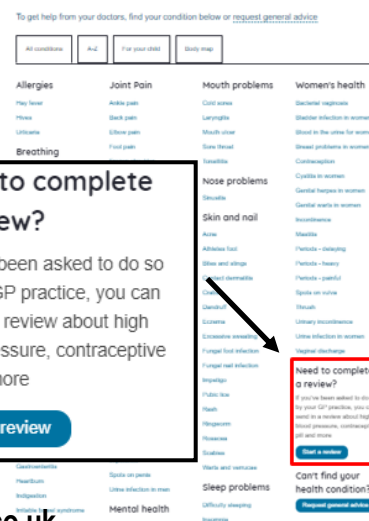 To get help from your doctors, find your condition below or request general advice
All conditions
A-Z
For your child
Body map
Allergies
Hay fever
Hives
Urticaria
Breathing
Joint Pain
Ankle pain
Back pain
Elbow pain
Foot pain
Mouth problems
Cold sores
Laryngitis
Mouth ulcer
Sore throat
Tonsillitis
Nose problems
Sinusitis
Skin and nail
Acne
Athletes foot
Bites and stings
Contact dermatitis
Dandruff
Eczema
Excessive sweating
Fungal foot infection
Fungal nail infection
Impetigo
Pubic lice
Rash
Ringworm
Rosacea
Scabies
Warts and verrucas
Sleep problems
Difficulty sleeping
Insomnia
Women's health
Bacterial vaginosis
Bladder infection in women
Blood in the urine for wome
Breast problems in women
Contraception
Cystitis in women
Genital herpes in women
Genital warts in women
Incontinence
Mastitis
Periods - delaying
Periods - heavy
Periods - painful
Spots on vulva
Thrush
Urinary incontinence
Urine infection in women
Vaginal discharge
Need to complete
a review?
If you've been asked to do
by your GP practice, you c
send in a review about high
blood pressure, contracept
pill and more
Start a review
Can't find your
health condition?
Request general advice
to complete
ew?
been asked to do so
GP practice, you can
review about high
essure, contraceptive
more
review
Gastroenteritis
Heartburn
Indigestion
Irritable bowel syndrome
Spots on penis
Urine infection in men
Mental health